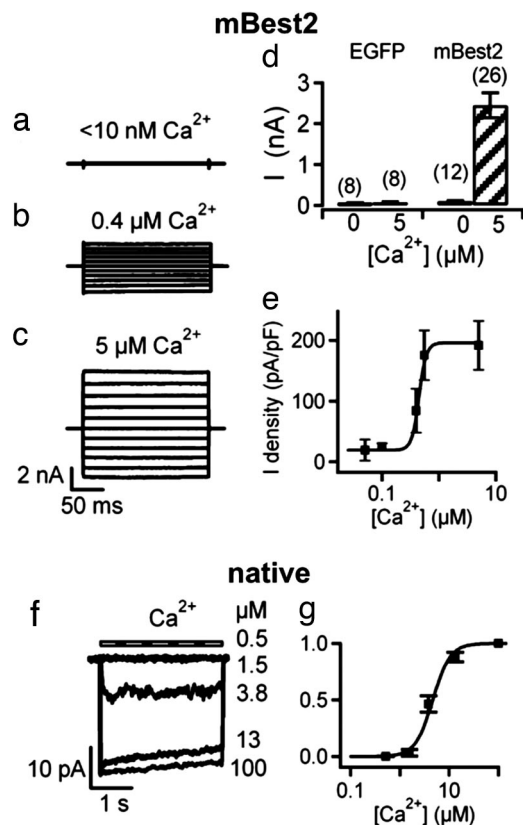 mBest2
a
<10 nM Ca²⁺
b
0.4 µM Ca²⁺
c
5 µM Ca²⁺
2 nA
50 ms
d
EGFP mBest2
(26)
(12)
(8) (8)
3
2
1
0
I (nA)
0 5 0 5
[Ca²⁺] (µM)
e
200
100
0
I density (pA/pF)
0.1 10
[Ca²⁺] (µM)
native
f
Ca²⁺ µM
0.5
1.5
3.8
13
100
10 pA
1 s
g
1.0
0.5
0.0
0.1 1 10
[Ca²⁺] (µM)